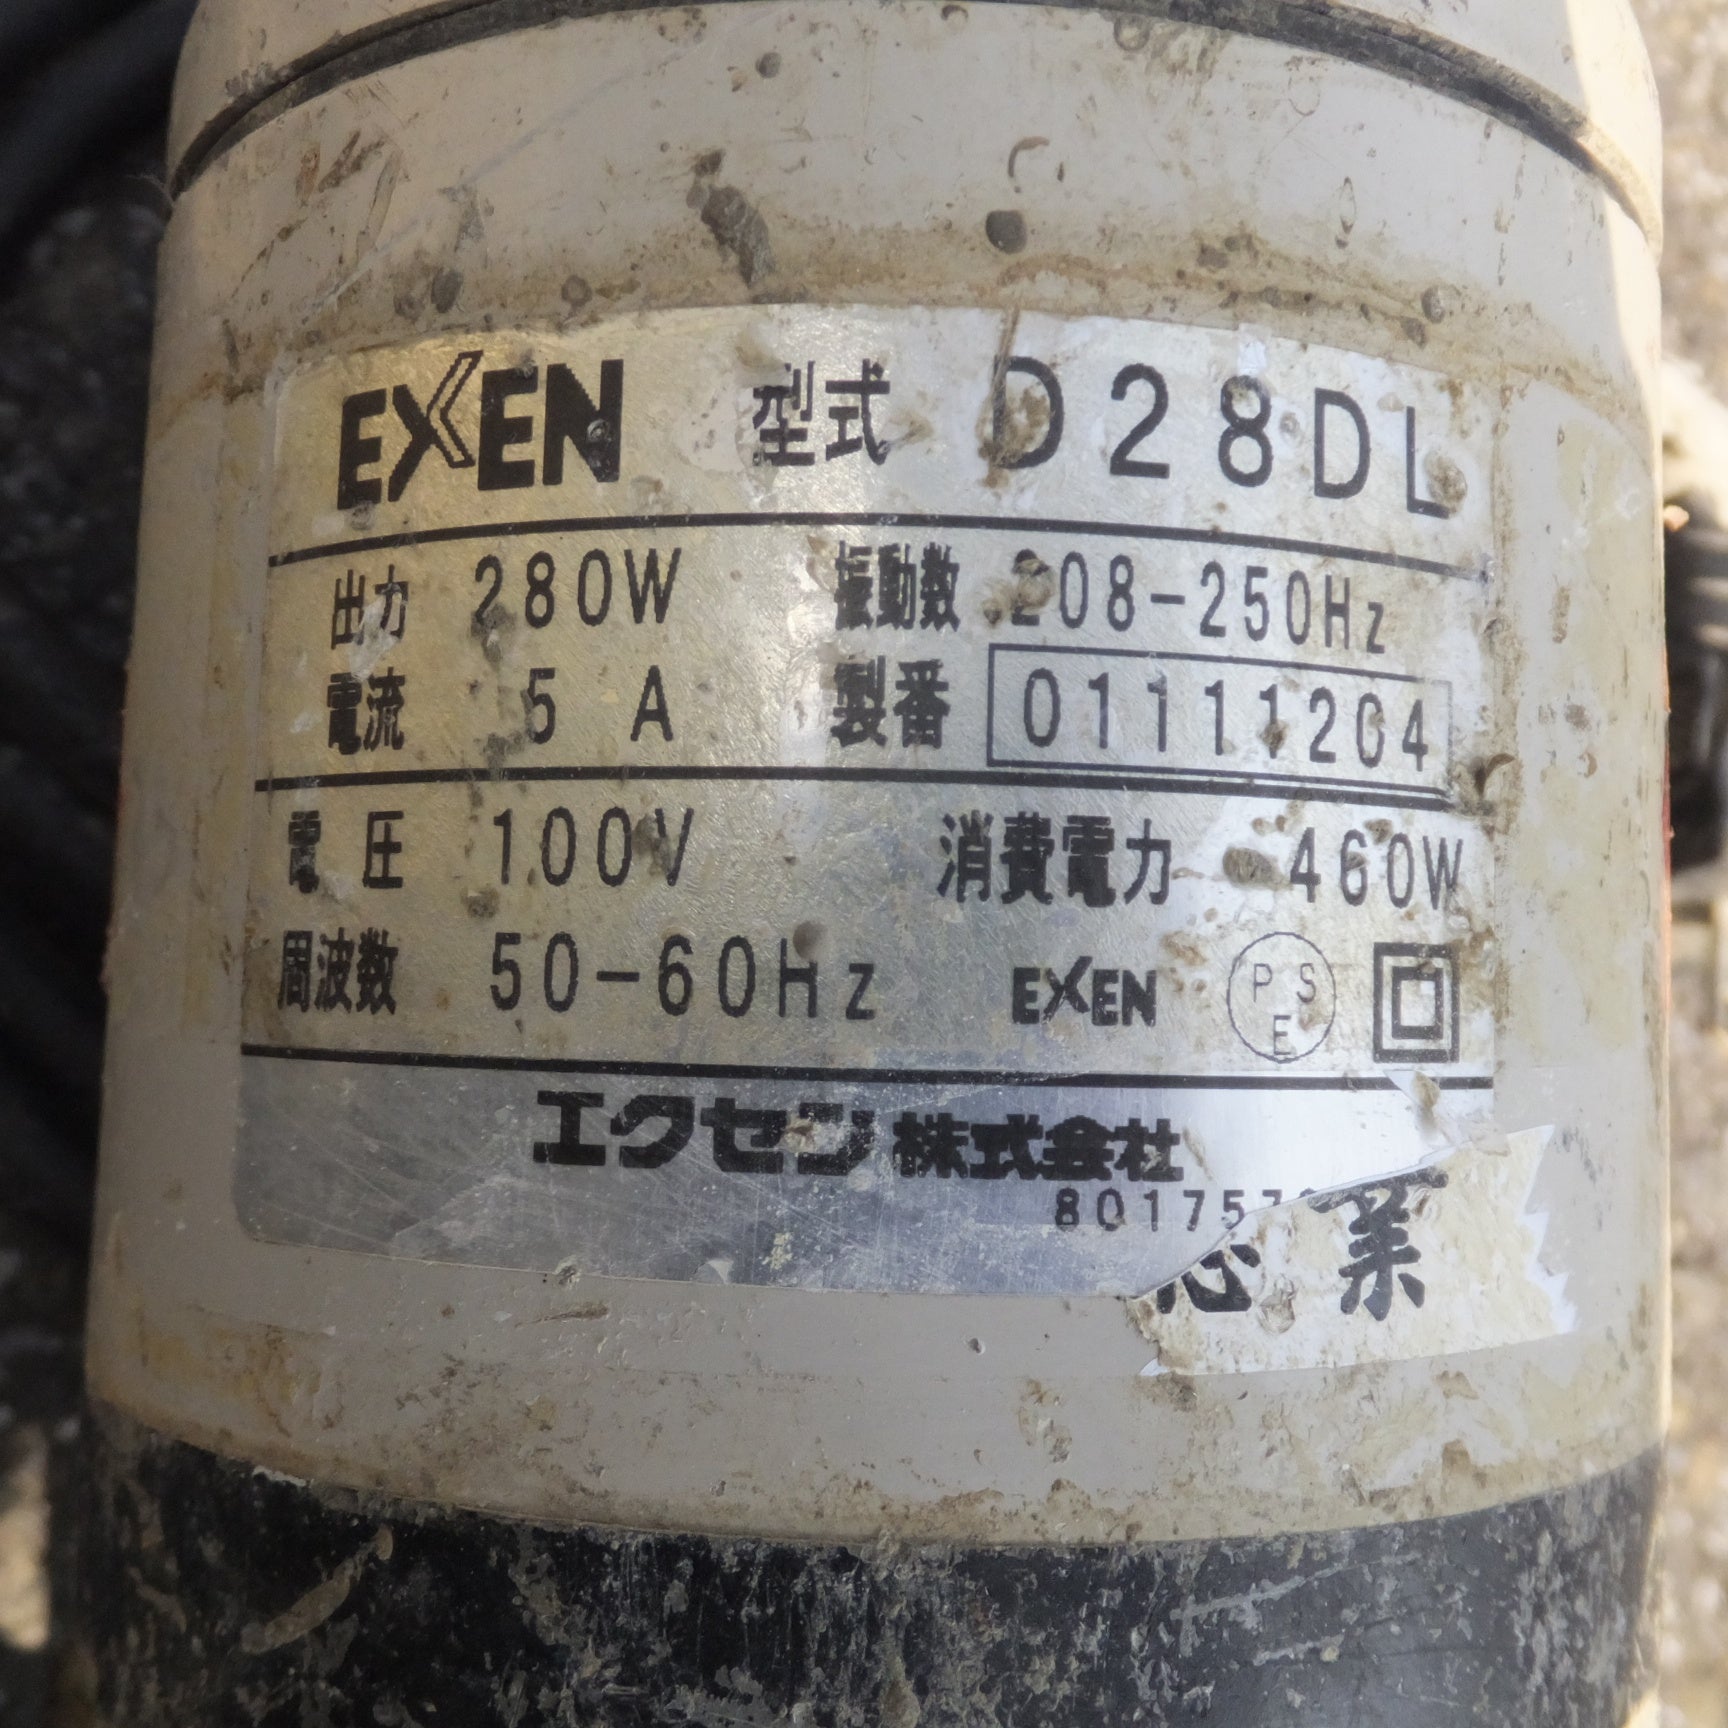 EXEN 型式 D28DL
出力 280W 振動数 208-250Hz
電流 5 A 製番 01111204
電 圧 100V 消費電力 460W
周波数 50-60Hz EXEN PSE
エクセン 株式会社
業